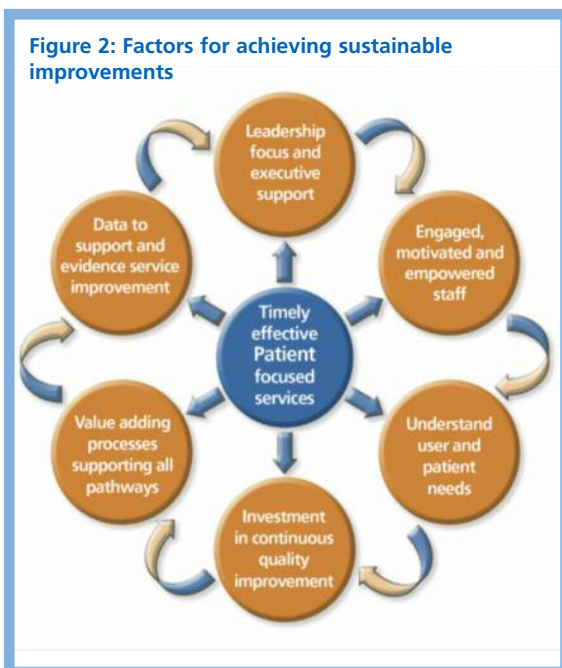 Figure 2: Factors for achieving sustainable
improvements
Leadership
focus and
executive
support
Engaged,
motivated and
empowered
staff
Understand
user and
patient
needs
Investment
in continuous
quality
improvement
Value adding
processes
supporting all
pathways
Data to
support and
evidence service
improvement
Timely
effective
Patient
focused
services